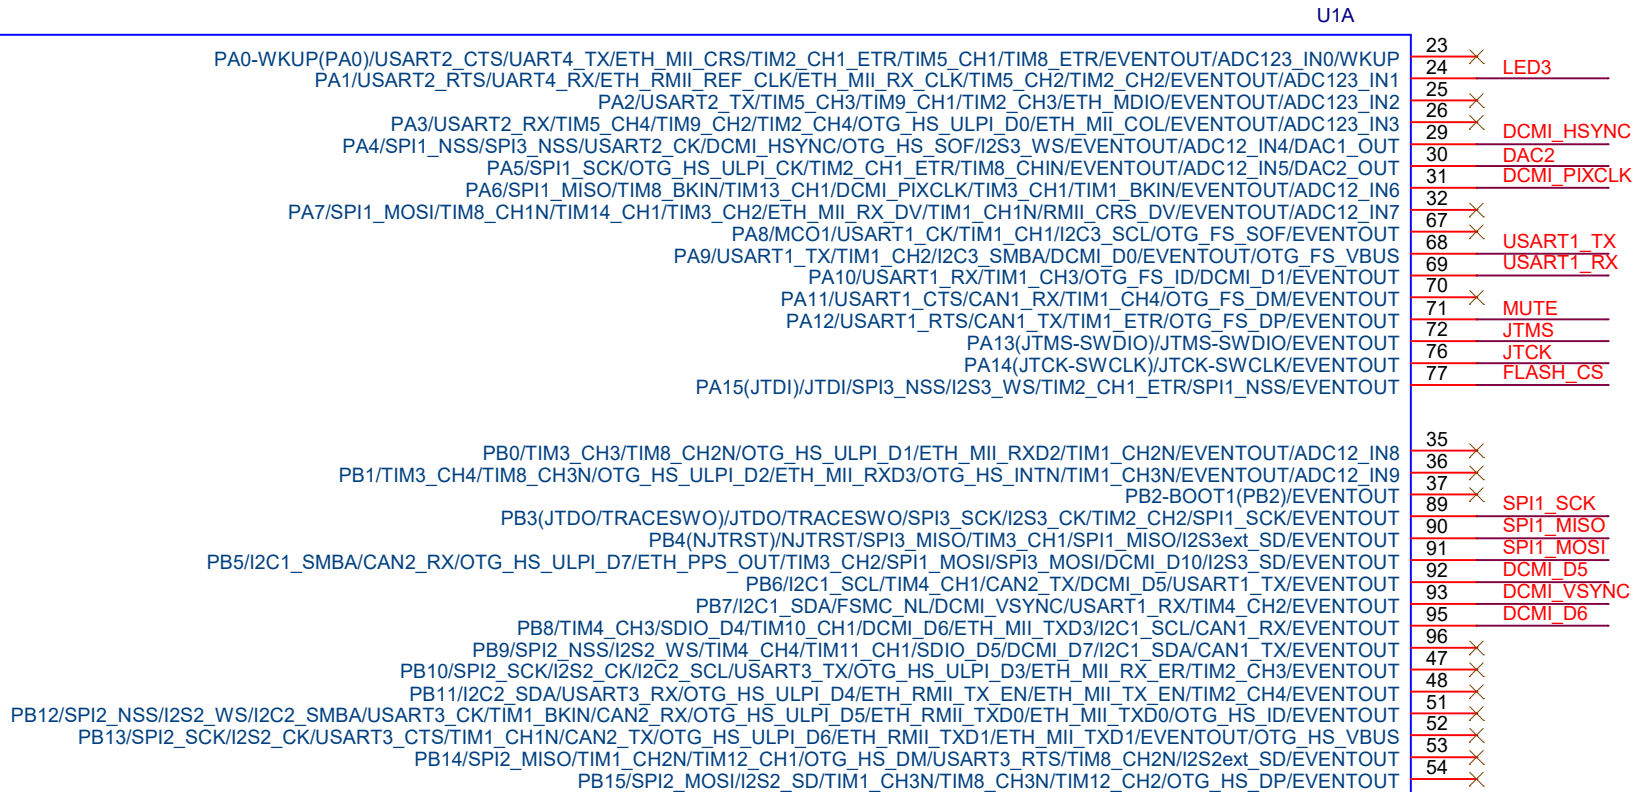 U1A
PA0-WKUP(PA0)/USART2_CTS/UART4_TX/ETH_MII_CRS/TIM2_CH1_ETR/TIM5_CH1/TIM8_ETR/EVENTOUT/ADC123_IN0/WKUP 23
PA1/USART2_RTS/UART4_RX/ETH_RMII_REF_CLK/ETH_MII_RX_CLK/TIM5_CH2/TIM2_CH2/EVENTOUT/ADC123_IN1 24 LED3
PA2/USART2_TX/TIM5_CH3/TIM9_CH1/TIM2_CH3/ETH_MDIO/EVENTOUT/ADC123_IN2 25
PA3/USART2_RX/TIM5_CH4/TIM9_CH2/TIM2_CH4/OTG_HS_ULPI_D0/ETH_MII_COL/EVENTOUT/ADC123_IN3 26
PA4/SPI1_NSS/SPI3_NSS/USART2_CK/DCMI_HSYNC/OTG_HS_SOF/I2S3_WS/EVENTOUT/ADC12_IN4/DAC1_OUT 29 DCMI_HSYNC
PA5/SPI1_SCK/OTG_HS_ULPI_CK/TIM2_CH1_ETR/TIM8_CHIN/EVENTOUT/ADC12_IN5/DAC2_OUT 30 DAC2
PA6/SPI1_MISO/TIM8_BKIN/TIM13_CH1/DCMI_PIXCLK/TIM3_CH1/TIM1_BKIN/EVENTOUT/ADC12_IN6 31 DCMI_PIXCLK
PA7/SPI1_MOSI/TIM8_CH1N/TIM14_CH1/TIM3_CH2/ETH_MII_RX_DV/TIM1_CH1N/RMII_CRS_DV/EVENTOUT/ADC12_IN7 32
PA8/MCO1/USART1_CK/TIM1_CH1/I2C3_SCL/OTG_FS_SOF/EVENTOUT 67
PA9/USART1_TX/TIM1_CH2/I2C3_SMBA/DCMI_D0/EVENTOUT/OTG_FS_VBUS 68 USART1_TX
PA10/USART1_RX/TIM1_CH3/OTG_FS_ID/DCMI_D1/EVENTOUT 69 USART1_RX
PA11/USART1_CTS/CAN1_RX/TIM1_CH4/OTG_FS_DM/EVENTOUT 70
PA12/USART1_RTS/CAN1_TX/TIM1_ETR/OTG_FS_DP/EVENTOUT 71 MUTE
PA13(JTMS-SWDIO)/JTMS-SWDIO/EVENTOUT 72 JTMS
PA14(JTCK-SWCLK)/JTCK-SWCLK/EVENTOUT 76 JTCK
PA15(JTDI)/JTDI/SPI3_NSS/I2S3_WS/TIM2_CH1_ETR/SPI1_NSS/EVENTOUT 77 FLASH_CS
PB0/TIM3_CH3/TIM8_CH2N/OTG_HS_ULPI_D1/ETH_MII_RXD2/TIM1_CH2N/EVENTOUT/ADC12_IN8 35
PB1/TIM3_CH4/TIM8_CH3N/OTG_HS_ULPI_D2/ETH_MII_RXD3/OTG_HS_INTN/TIM1_CH3N/EVENTOUT/ADC12_IN9 36
PB2-BOOT1(PB2)/EVENTOUT 37
PB3(JTDO/TRACESWO)/JTDO/TRACESWO/SPI3_SCK/I2S3_CK/TIM2_CH2/SPI1_SCK/EVENTOUT 89 SPI1_SCK
PB4(NJTRST)/NJTRST/SPI3_MISO/TIM3_CH1/SPI1_MISO/I2S3ext_SD/EVENTOUT 90 SPI1_MISO
PB5/I2C1_SMBA/CAN2_RX/OTG_HS_ULPI_D7/ETH_PPS_OUT/TIM3_CH2/SPI1_MOSI/SPI3_MOSI/DCMI_D10/I2S3_SD/EVENTOUT 91 SPI1_MOSI
PB6/I2C1_SCL/TIM4_CH1/CAN2_TX/DCMI_D5/USART1_TX/EVENTOUT 92 DCMI_D5
PB7/I2C1_SDA/FSMC_NL/DCMI_VSYNC/USART1_RX/TIM4_CH2/EVENTOUT 93 DCMI_VSYNC
PB8/TIM4_CH3/SDIO_D4/TIM10_CH1/DCMI_D6/ETH_MII_TXD3/I2C1_SCL/CAN1_RX/EVENTOUT 95 DCMI_D6
PB9/SPI2_NSS/I2S2_WS/TIM4_CH4/TIM11_CH1/SDIO_D5/DCMI_D7/I2C1_SDA/CAN1_TX/EVENTOUT 96
PB10/SPI2_SCK/I2S2_CK/I2C2_SCL/USART3_TX/OTG_HS_ULPI_D3/ETH_MII_RX_ER/TIM2_CH3/EVENTOUT 47
PB11/I2C2_SDA/USART3_RX/OTG_HS_ULPI_D4/ETH_RMII_TX_EN/ETH_MII_TX_EN/TIM2_CH4/EVENTOUT 48
PB12/SPI2_NSS/I2S2_WS/I2C2_SMBA/USART3_CK/TIM1_BKIN/CAN2_RX/OTG_HS_ULPI_D5/ETH_RMII_TXD0/ETH_MII_TXD0/OTG_HS_ID/EVENTOUT 51
PB13/SPI2_SCK/I2S2_CK/USART3_CTS/TIM1_CH1N/CAN2_TX/OTG_HS_ULPI_D6/ETH_RMII_TXD1/ETH_MII_TXD1/EVENTOUT/OTG_HS_VBUS 52
PB14/SPI2_MISO/TIM1_CH2N/TIM12_CH1/OTG_HS_DM/USART3_RTS/TIM8_CH2N/I2S2ext_SD/EVENTOUT 53
PB15/SPI2_MOSI/I2S2_SD/TIM1_CH3N/TIM8_CH3N/TIM12_CH2/OTG_HS_DP/EVENTOUT 54